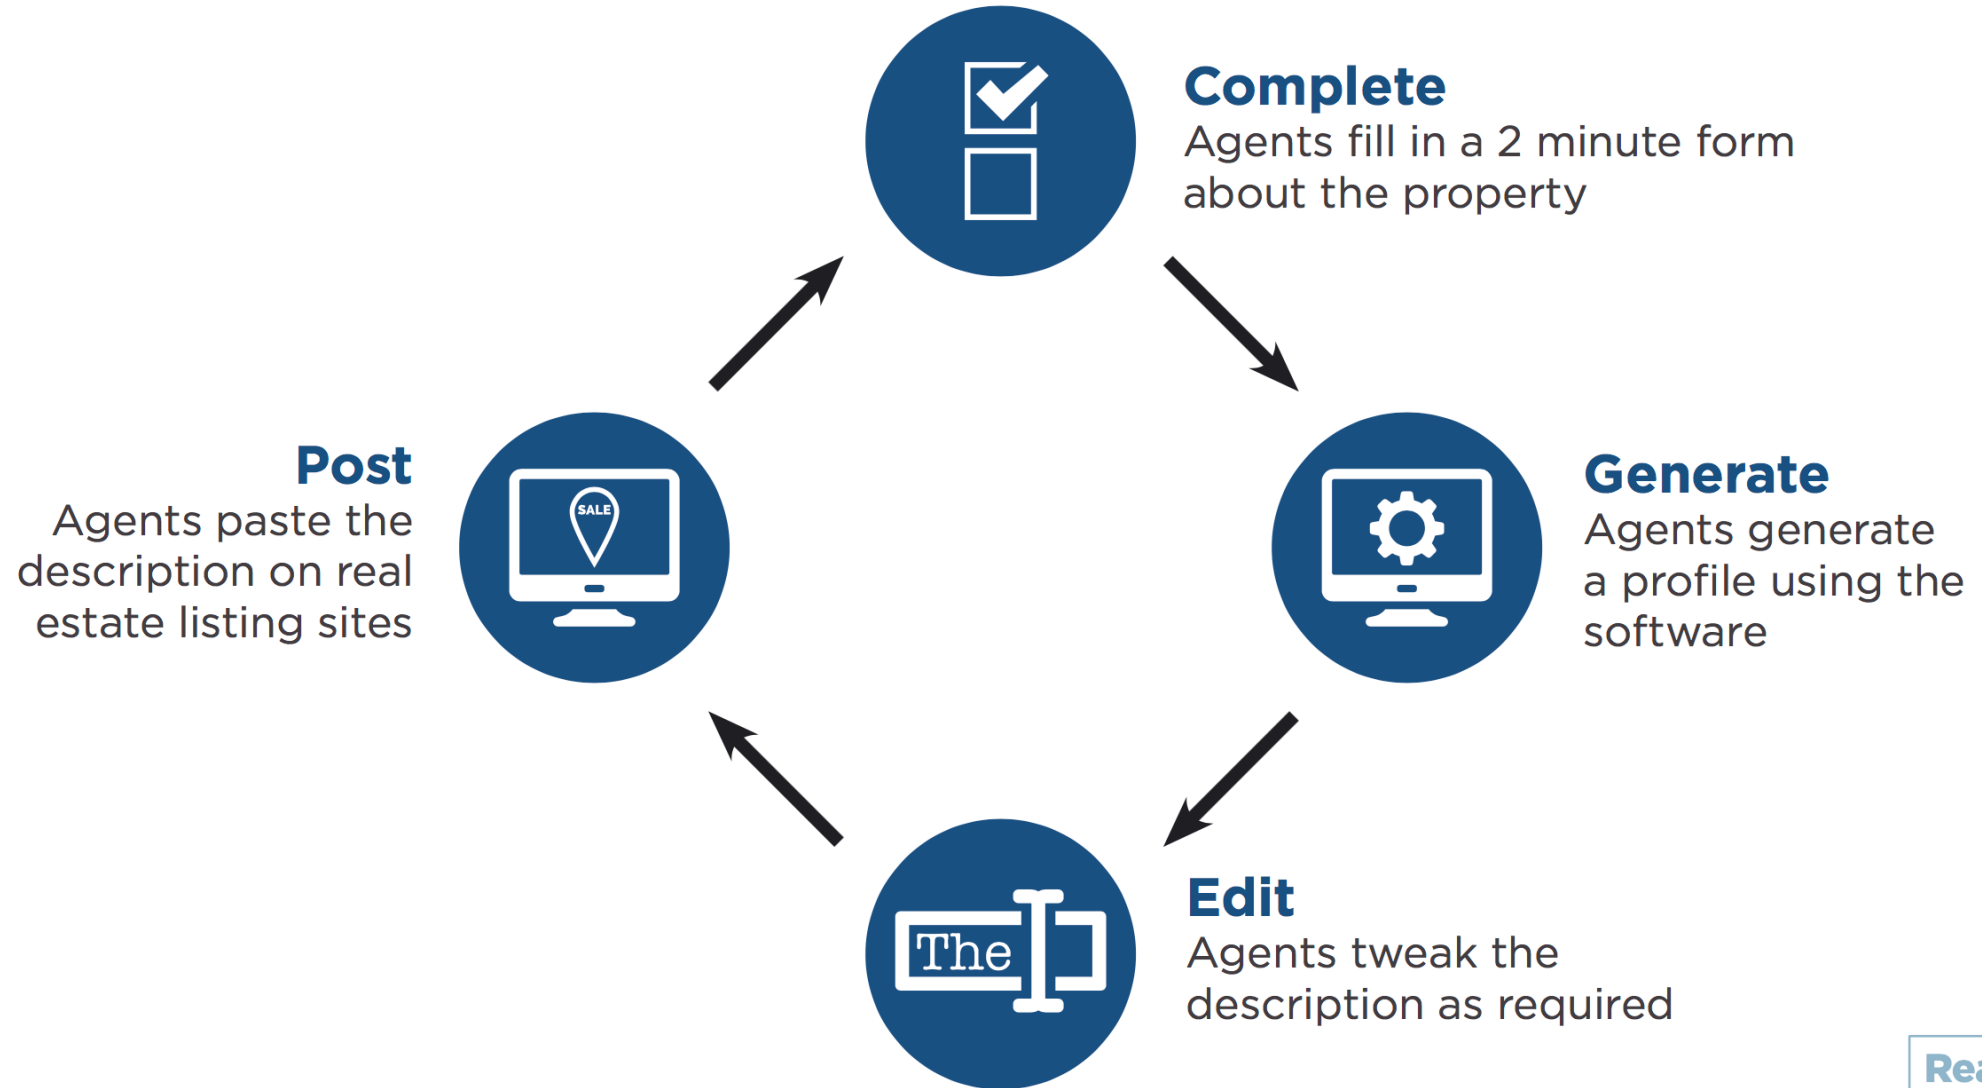 Complete
Agents fill in a 2 minute form
about the property
Post
Agents paste the
description on real
estate listing sites
SALE
Generate
Agents generate
a profile using the
software
The
Edit
Agents tweak the
description as required